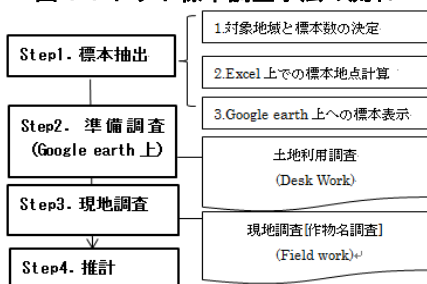 Step1. 標本抽出
1.対象地域と標本数の決定
2.Excel 上での標本地点計算
3.Google earth 上への標本表示
Step2. 準備調査
(Google earth 上)
土地利用調査
(Desk Work)
Step3. 現地調査
現地調査[作物名調査]
(Field work)↵
Step4. 推計